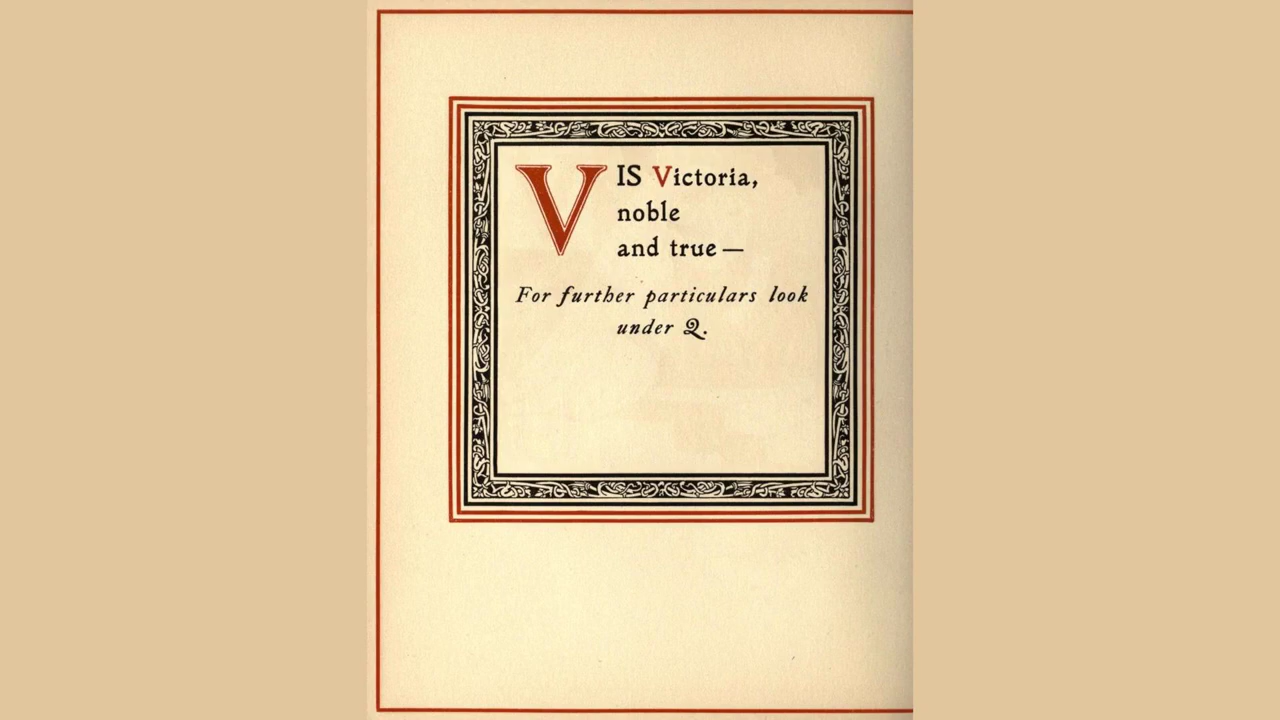 V IS Victoria,
noble
and true —
For further particulars look
under Q.